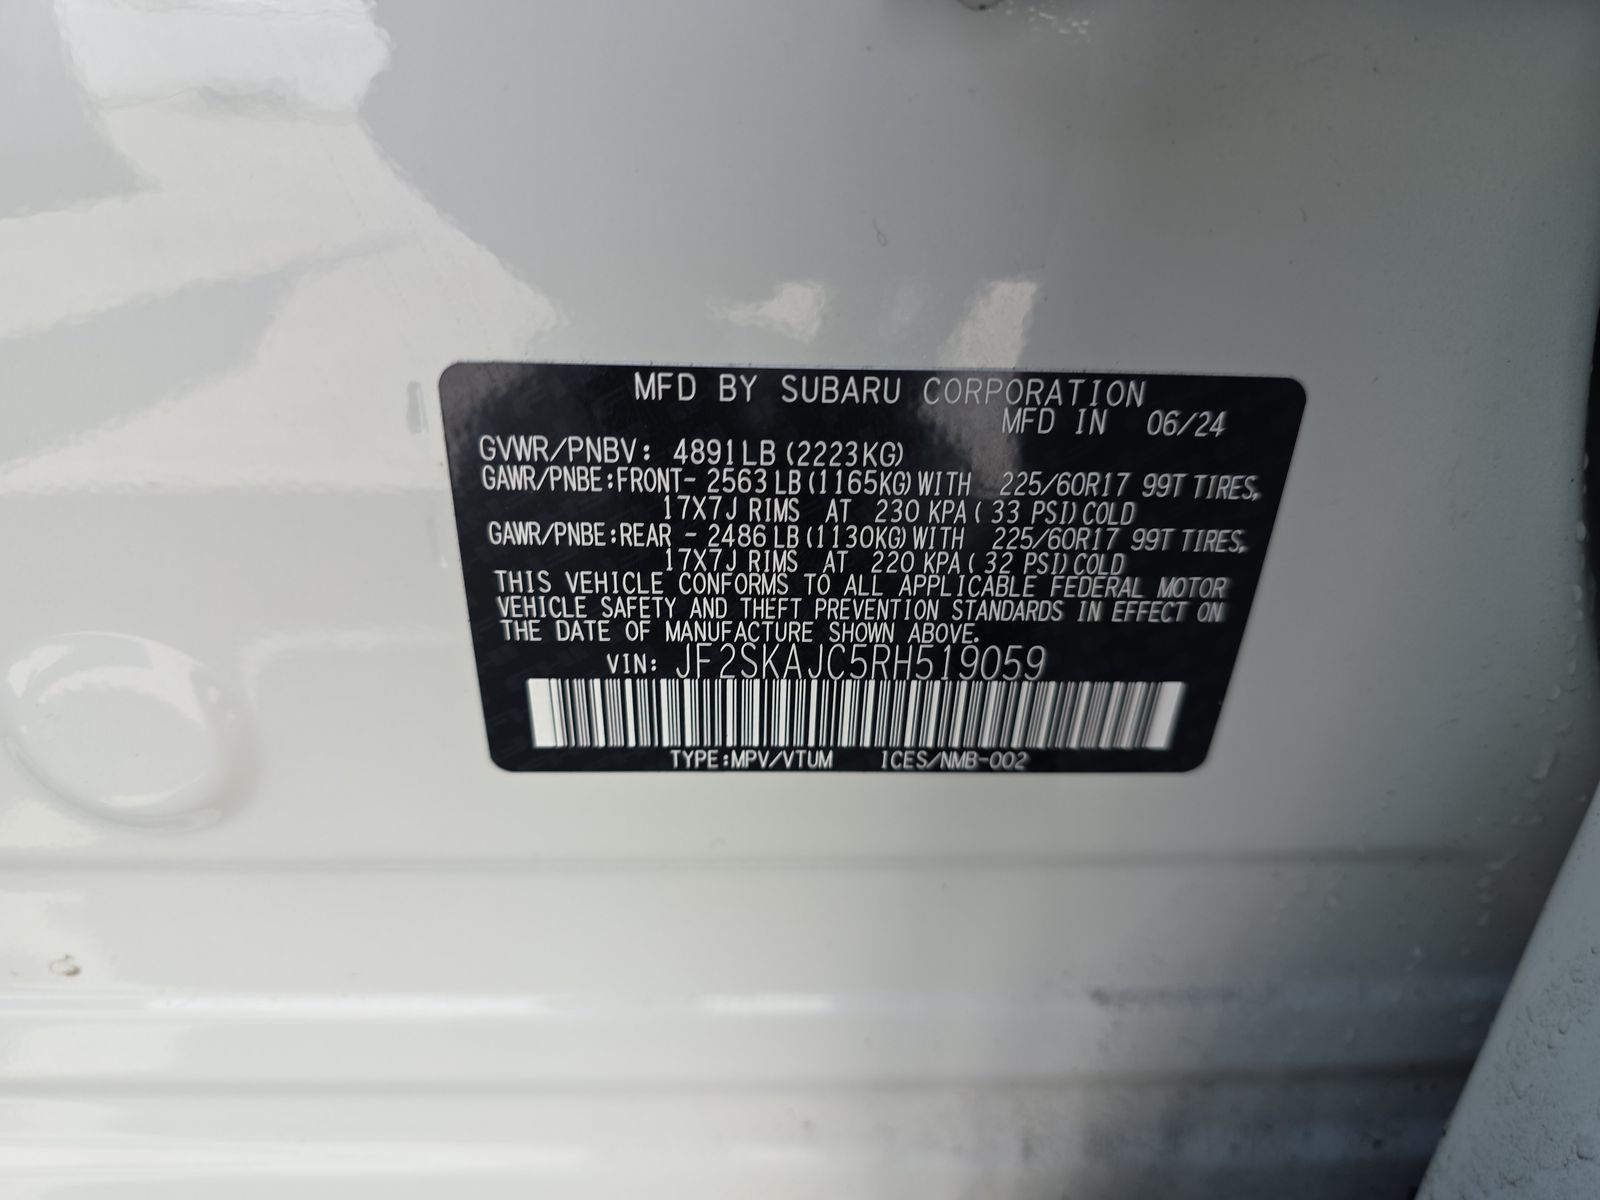 MFD BY SUBARU CORPORATION
MFD IN 06/24
GVWR/PNBV: 4891LB (2223KG)
GAWR/PNBE:FRONT- 2563LB(1165KG)WITH 225/60R17 99T TIRES,
17X7J RIMS AT 230 KPA( 33 PSI)COLD
GAWR/PNBE:REAR - 2486LB(1130KG)WITH 225/60R17 99T TIRES,
17X7J RIMS AT 220 KPA( 32 PSI)COLD
THIS VEHICLE CONFORMS TO ALL APPLICABLE FEDERAL MOTOR
VEHICLE SAFETY AND THEFT PREVENTION STANDARDS IN EFFECT ON
THE DATE OF MANUFACTURE SHOWN ABOVE.
VIN: JF2SKAJC5RH519059
TYPE:MPV/VTUM ICES/NMB-002